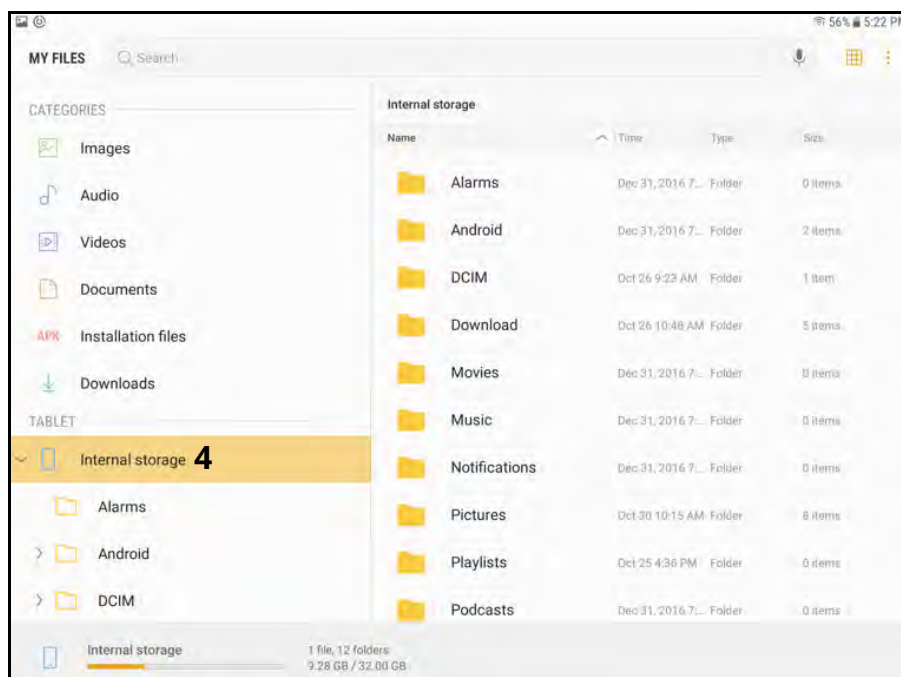 56% 5:22 PM
MY FILES Search
CATEGORIES
Images
Audio
Videos
Documents
APK Installation files
Downloads
TABLET
Internal storage 4
Alarms
Android
DCIM
Internal storage
Name Time Type Size
Alarms Dec 31, 2016 7... Folder 0 items
Android Dec 31, 2016 7... Folder 2 items
DCIM Oct 26 9:23 AM Folder 1 item
Download Oct 26 10:48 AM Folder 5 items
Movies Dec 31, 2016 7... Folder 0 items
Music Dec 31, 2016 7... Folder 0 items
Notifications Dec 31, 2016 7... Folder 0 items
Pictures Oct 30 10:15 AM Folder 8 items
Playlists Oct 25 4:36 PM Folder 0 items
Podcasts Dec 31, 2016 7... Folder 0 items
Internal storage 1 file, 12 folders
9.28 GB / 32.00 GB